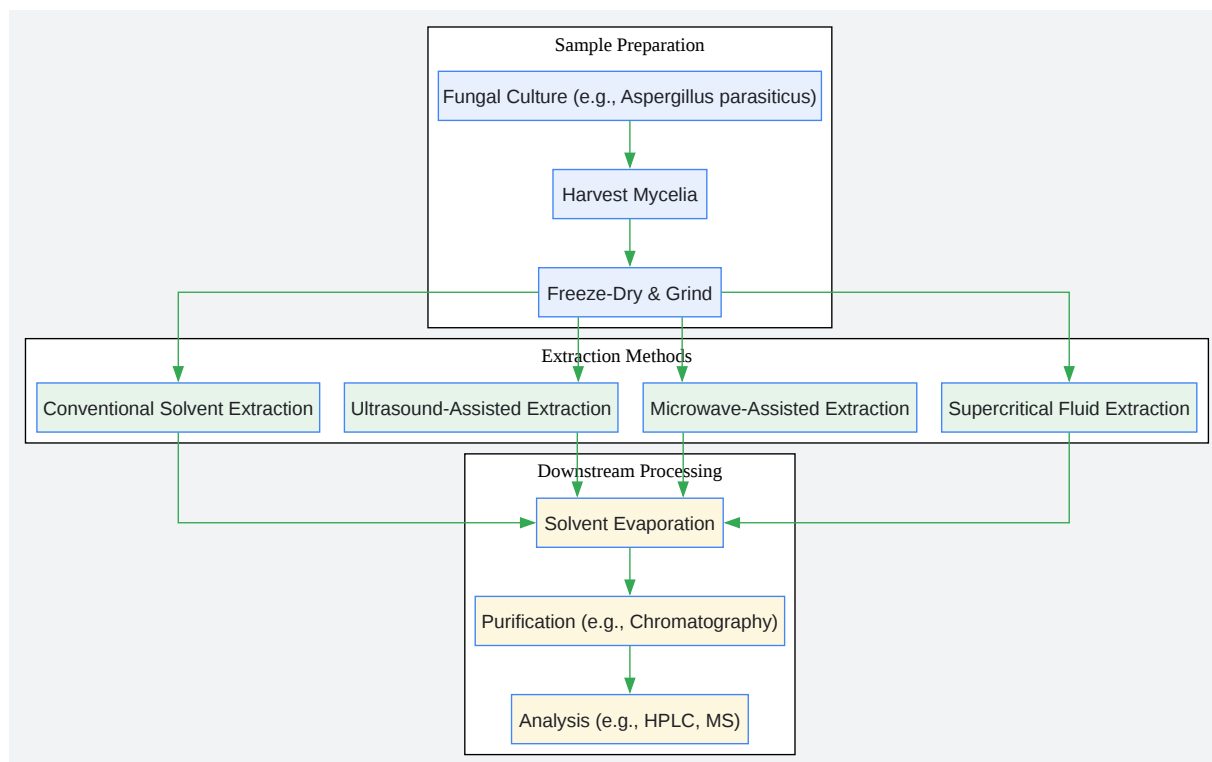 Sample Preparation
Fungal Culture (e.g., Aspergillus parasiticus)
Harvest Mycelia
Freeze-Dry & Grind
Extraction Methods
Conventional Solvent Extraction
Ultrasound-Assisted Extraction
Microwave-Assisted Extraction
Supercritical Fluid Extraction
Downstream Processing
Solvent Evaporation
Purification (e.g., Chromatography)
Analysis (e.g., HPLC, MS)